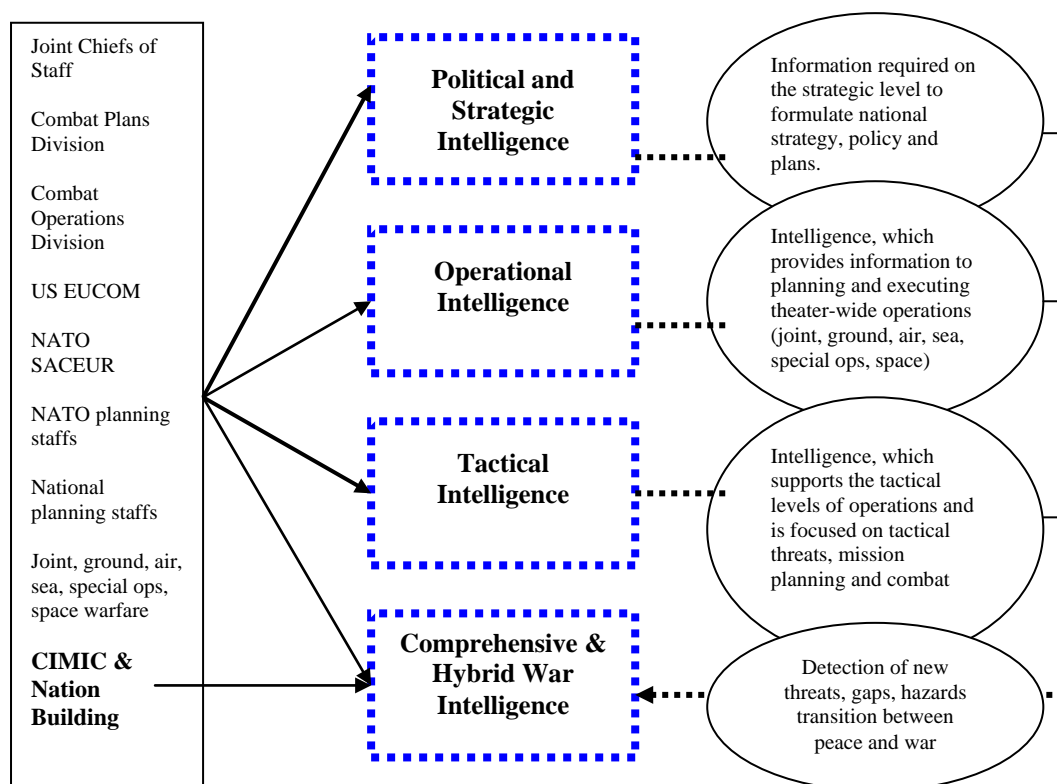 Joint Chiefs of
Staff
Combat Plans
Division
Combat
Operations
Division
US EUCOM
NATO
SACEUR
NATO planning
staffs
National
planning staffs
Joint, ground, air,
sea, special ops,
space warfare
CIMIC &
Nation
Building
Political and
Strategic
Intelligence
Operational
Intelligence
Tactical
Intelligence
Comprehensive &
Hybrid War
Intelligence
Information required on
the strategic level to
formulate national
strategy, policy and
plans.
Intelligence, which
provides information to
planning and executing
theater-wide operations
(joint, ground, air, sea,
special ops, space)
Intelligence, which
supports the tactical
levels of operations and
is focused on tactical
threats, mission
planning and combat
Detection of new
threats, gaps, hazards
transition between
peace and war